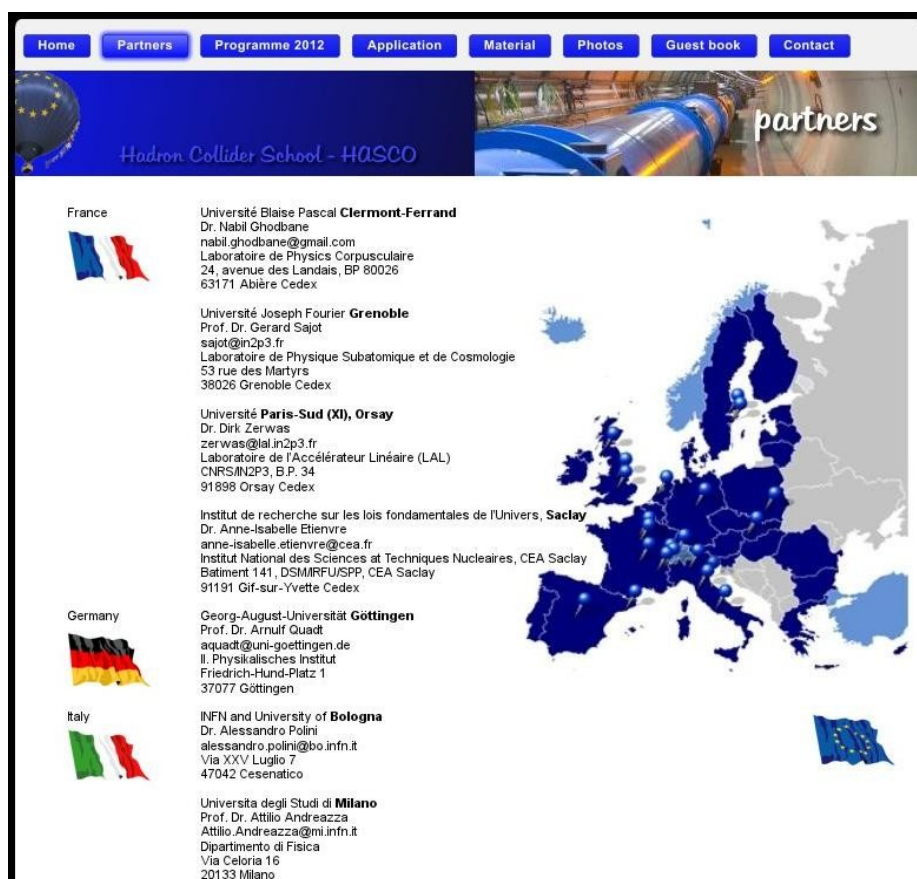 Home Partners Programme 2012 Application Material Photos Guest book Contact
Hadron Collider School - HASCO
partners
France
Université Blaise Pascal Clermont-Ferrand
Dr. Nabil Ghodbane
nabil.ghodbane@gmail.com
Laboratoire de Physics Corpusculaire
24, avenue des Landais, BP 80026
63171 Abière Cedex
Université Joseph Fourier Grenoble
Prof. Dr. Gerard Sajot
sajot@in2p3.fr
Laboratoire de Physique Subatomique et de Cosmologie
53 rue des Martyrs
38026 Grenoble Cedex
Université Paris-Sud (XI), Orsay
Dr. Dirk Zerwas
zerwas@lal.in2p3.fr
Laboratoire de l'Accélérateur Linéaire (LAL)
CNRS/IN2P3, B.P. 34
91898 Orsay Cedex
Institut de recherche sur les lois fondamentales de l'Univers, Saclay
Dr. Anne-Isabelle Etienvre
anne-isabelle.etienvre@cea.fr
Institut National des Sciences at Techniques Nucleaires, CEA Saclay
Batiment 141, DSM/IRFU/SPP, CEA Saclay
91191 Gif-sur-Yvette Cedex
Germany
Georg-August-Universität Göttingen
Prof. Dr. Arnulf Quadt
aquadt@uni-goettingen.de
II. Physikalisches Institut
Friedrich-Hund-Platz 1
37077 Göttingen
Italy
INFN and University of Bologna
Dr. Alessandro Polini
alessandro.polini@bo.infn.it
Via XXV Luglio 7
47042 Cesenatico
Universita degli Studi di Milano
Prof. Dr. Attilio Andreazza
Attilio.Andreazza@mi.infn.it
Dipartimento di Fisica
Via Celoria 16
20133 Milano